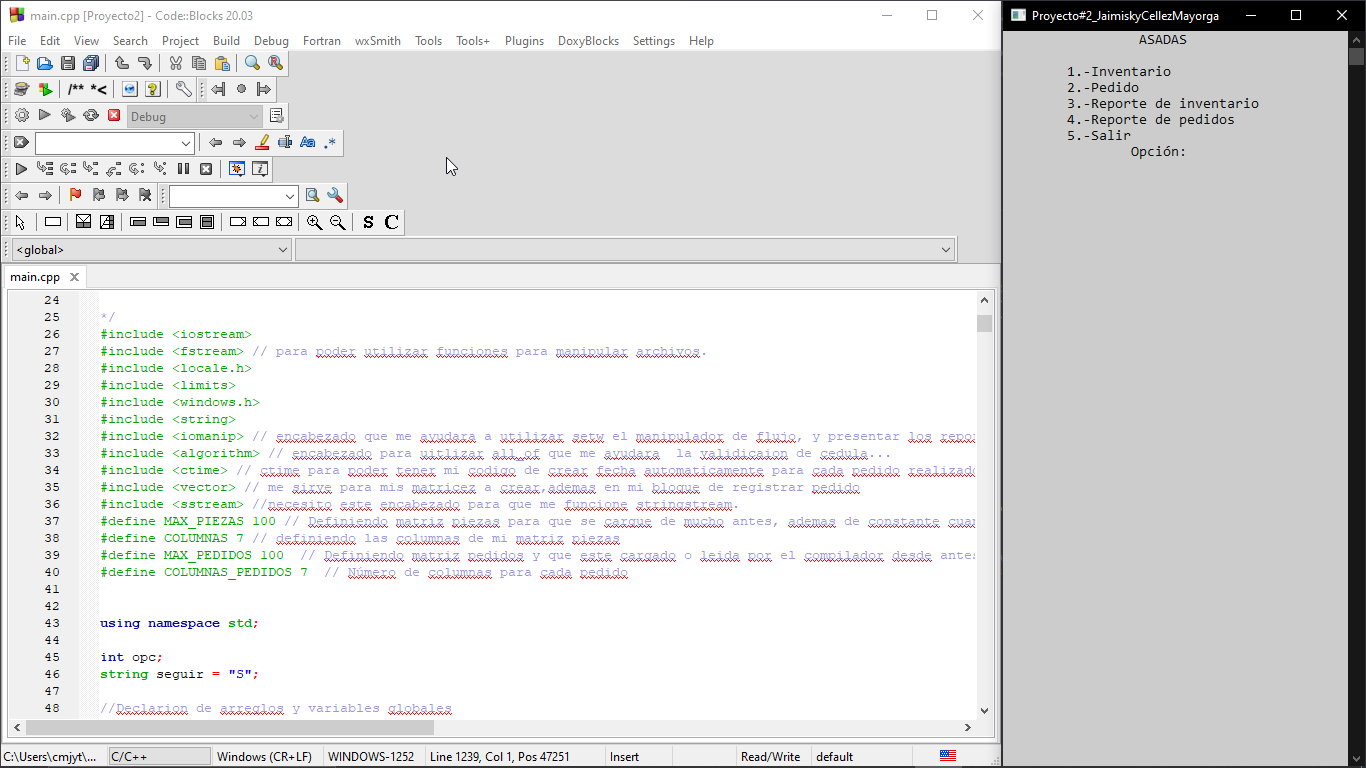 main.cpp [Proyecto2] - Code::Blocks 20.03
File Edit View Search Project Build Debug Fortran wxSmith Tools Tools+ Plugins DoxyBlocks Settings Help
/** *<
Debug
Aa .*
S C
<global>
main.cpp
24
25 */
26 #include <iostream>
27 #include <fstream> // para poder utilizar funciones para manipular archivos.
28 #include <locale.h>
29 #include <limits>
30 #include <windows.h>
31 #include <string>
32 #include <iomanip> // encabezado que me ayudara a utilizar setw el manipulador de flujo, y presentar los repor
33 #include <algorithm> // encabezado para uitlizar all_of que me ayudara  la validicaion de cedula...
34 #include <ctime> // ctime para poder tener mi codigo de crear fecha automaticamente para cada pedido realizado
35 #include <vector> // me sirve para mis matricez a crear,ademas en mi bloque de registrar pedido
36 #include <sstream> //necesito este encabezado para que me funcione stringstream.
37 #define MAX_PIEZAS 100 // Definiendo matriz piezas para que se cargue de mucho antes, ademas de constante cuan
38 #define COLUMNAS 7 // definiendo las columnas de mi matriz piezas
39 #define MAX_PEDIDOS 100  // Definiendo matriz pedidos y que este cargado o leida por el compilador desde antes
40 #define COLUMNAS_PEDIDOS 7  // Número de columnas para cada pedido
41
42
43 using namespace std;
44
45 int opc;
46 string seguir = "S";
47
48 //Declarion de arreglos y variables globales
C:\Users\cmjyt\... C/C++ Windows (CR+LF) WINDOWS-1252 Line 1239, Col 1, Pos 47251 Insert Read/Write default
Proyecto#2_JaimiskyCellezMayorga
ASADAS
1.-Inventario
2.-Pedido
3.-Reporte de inventario
4.-Reporte de pedidos
5.-Salir
Opción: